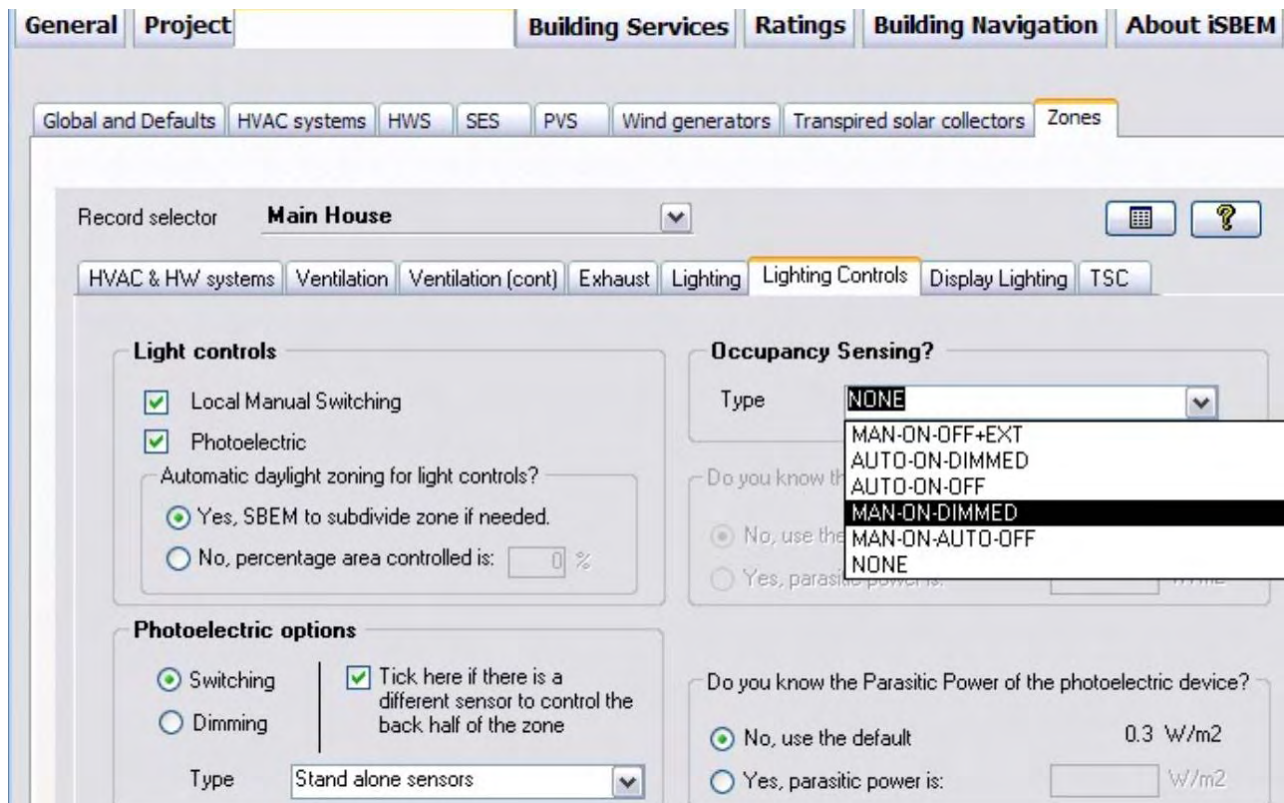 General Project Building Services Ratings Building Navigation About iSBEM
Global and Defaults HVAC systems HWS SES PVS Wind generators Transpired solar collectors Zones
Record selector Main House
HVAC & HW systems Ventilation Ventilation (cont) Exhaust Lighting Lighting Controls Display Lighting TSC
Light controls
Local Manual Switching
Photoelectric
Automatic daylight zoning for light controls?
Yes, SBEM to subdivide zone if needed.
No, percentage area controlled is: 0 %
Occupancy Sensing?
Type NONE
MAN-ON-OFF+EXT
AUTO-ON-DIMMED
AUTO-ON-OFF
MAN-ON-DIMMED
MAN-ON-AUTO-OFF
NONE
Do you know
No, use the
Yes,
Photoelectric options
Switching
Dimming
Tick here if there is a
different sensor to control the
back half of the zone
Type Stand alone sensors
Do you know the Parasitic Power of the photoelectric device?
No, use the default 0.3 W/m2
Yes, parasitic power is: W/m2